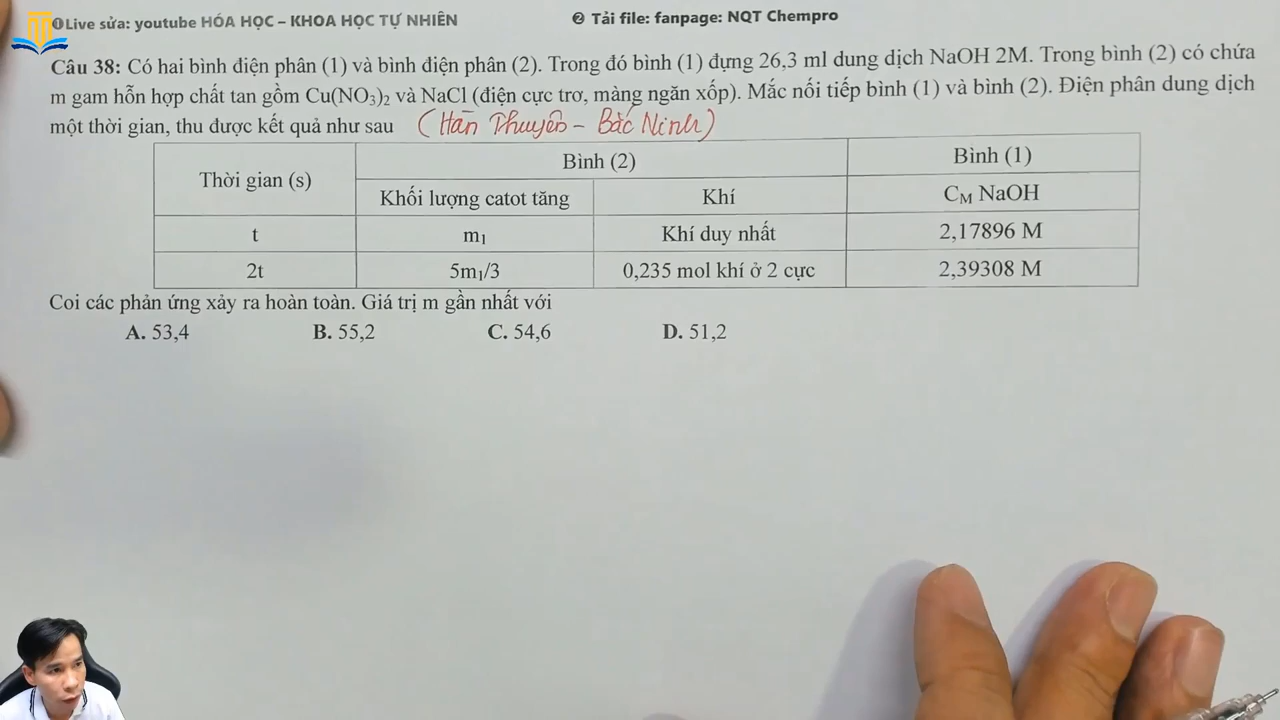 ❶Live sửa: youtube HÓA HỌC – KHOA HỌC TỰ NHIÊN ❷ Tải file: fanpage: NQT Chempro
Câu 38: Có hai bình điện phân (1) và bình điện phân (2). Trong đó bình (1) đựng 26,3 ml dung dịch NaOH 2M. Trong bình (2) có chứa
m gam hỗn hợp chất tan gồm Cu(NO₃)₂ và NaCl (điện cực trơ, màng ngăn xốp). Mắc nối tiếp bình (1) và bình (2). Điện phân dung dịch
một thời gian, thu được kết quả như sau (Hàn Thuyên – Bắc Ninh)
Thời gian (s) Bình (2) Bình (1)
Khối lượng catot tăng Khí C_M NaOH
t m₁ Khí duy nhất 2,17896 M
2t 5m₁/3 0,235 mol khí ở 2 cực 2,39308 M
Coi các phản ứng xảy ra hoàn toàn. Giá trị m gần nhất với
A. 53,4 B. 55,2 C. 54,6 D. 51,2